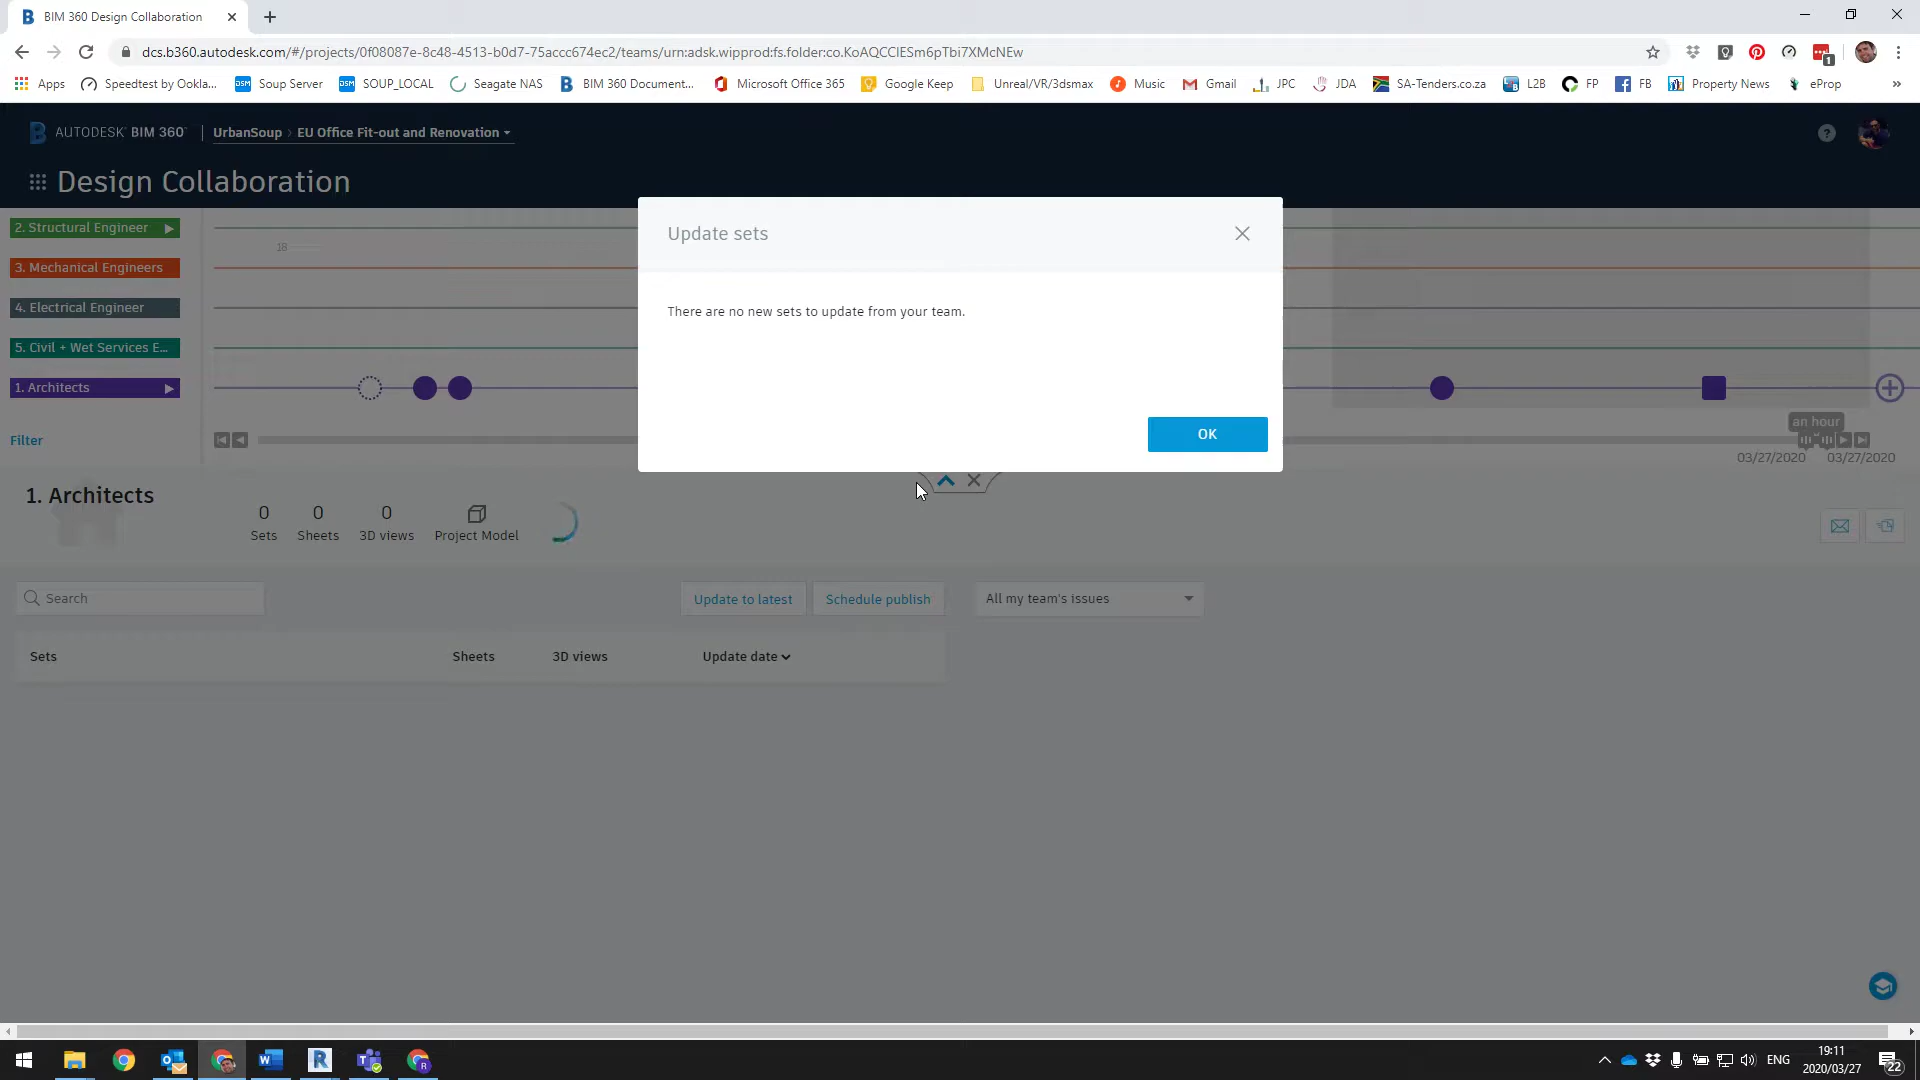 BIM 360 Design Collaboration
dcs.b360.autodesk.com/#/projects/0f08087e-8c48-4513-b0d7-75accc674ec2/teams/urn:adsk.wipprod:fs.folder:co.KoAQCCIESm6pTbi7XMcNEw
Apps Speedtest by Ookla... Soup Server SOUP_LOCAL Seagate NAS BIM 360 Document... Microsoft Office 365 Google Keep Unreal/VR/3dsmax Music Gmail JPC JDA SA-Tenders.co.za L2B FP FB Property News eProp »
AUTODESK® BIM 360™ UrbanSoup › EU Office Fit-out and Renovation
Design Collaboration
Update sets
There are no new sets to update from your team.
OK
2. Structural Engineer
18
3. Mechanical Engineers
4. Electrical Engineer
5. Civil + Wet Services E...
1. Architects
an hour
Filter
03/27/2020 03/27/2020
1. Architects
0 0 0
Sets Sheets 3D views Project Model
Search Update to latest Schedule publish All my team's issues
Sets Sheets 3D views Update date
ENG 19:11
2020/03/27
22